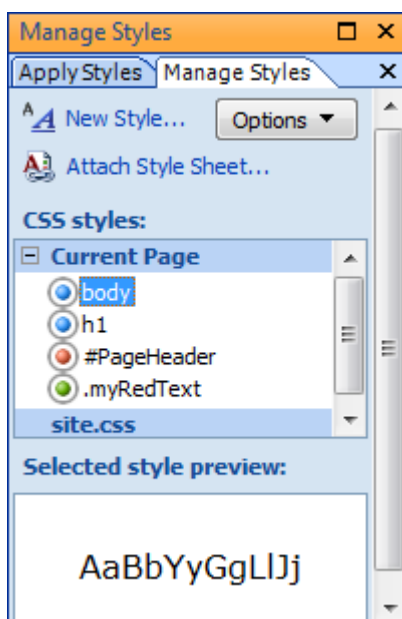 Manage Styles
Apply Styles Manage Styles
New Style... Options
Attach Style Sheet...
CSS styles:
Current Page
body
h1
#PageHeader
.myRedText
site.css
Selected style preview:
AaBbYyGgLlJj